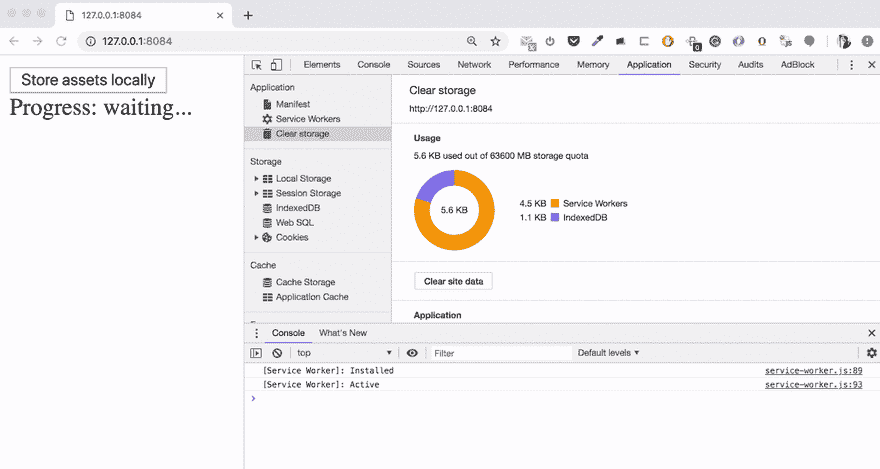 127.0.0.1:8084
127.0.0.1:8084
Store assets locally
Progress: waiting...
Elements Console Sources Network Performance Memory Application Security Audits AdBlock
Application
Manifest
Service Workers
Clear storage
Storage
Local Storage
Session Storage
IndexedDB
Web SQL
Cookies
Cache
Cache Storage
Application Cache
Clear storage
http://127.0.0.1:8084
Usage
5.6 KB used out of 63600 MB storage quota
5.6 KB
4.5 KB Service Workers
1.1 KB IndexedDB
Clear site data
Application
Console What's New
top Filter Default levels
[Service Worker]: Installed service-worker.js:89
[Service Worker]: Active service-worker.js:93